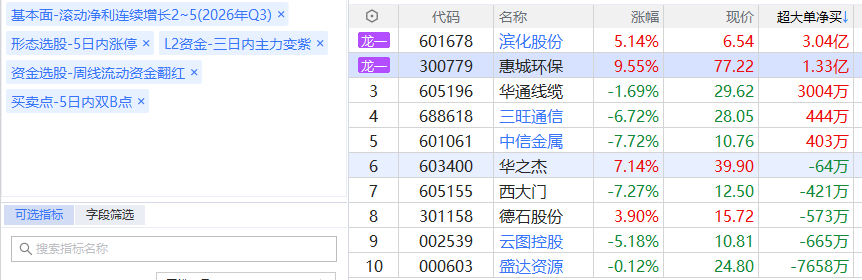 基本面-滚动净利连续增长2~5(2026年Q3) ×
形态选股-5日内涨停 × L2资金-三日内主力变紫 ×
资金选股-周线流动资金翻红 ×
买卖点-5日内双B点 ×
可选指标 字段筛选
搜索指标名称
代码 名称 涨幅 现价 超大单净买↓
龙一 601678 滨化股份 5.14% 6.54 3.04亿
龙一 300779 惠城环保 9.55% 77.22 1.33亿
3 605196 华通线缆 -1.69% 29.62 3004万
4 688618 三旺通信 -6.72% 28.05 444万
5 601061 中信金属 -7.72% 10.76 403万
6 603400 华之杰 7.14% 39.90 -64万
7 605155 西大门 -7.27% 12.50 -421万
8 301158 德石股份 3.90% 15.72 -573万
9 002539 云图控股 -5.18% 10.81 -665万
10 000603 盛达资源 -0.12% 24.80 -7658万